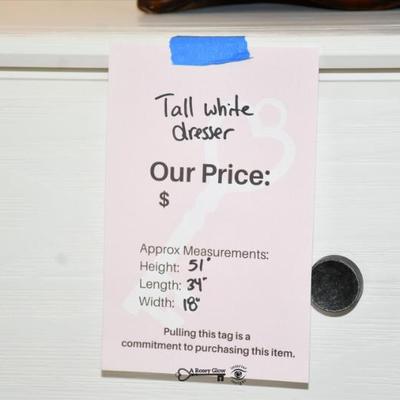 Tall white
dresser
Our Price:
$
Approx Measurements:
Height: 51"
Length: 34"
Width: 18"
Pulling this tag is a
commitment to purchasing this item.
A Rosey Glow